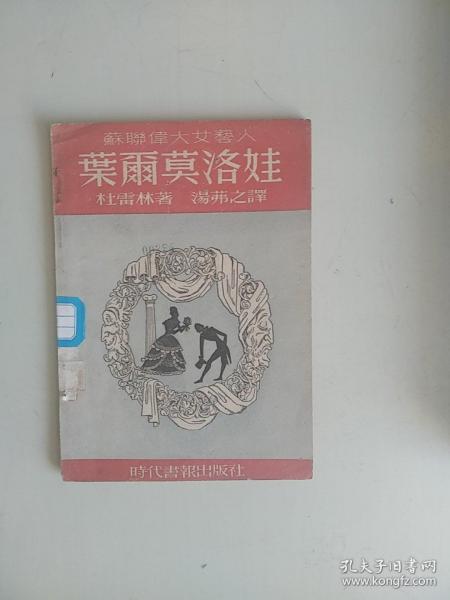 蘇聯偉大女藝人
葉爾莫洛娃
杜雷林著 湯茀之譯
時代書報出版社
孔夫子旧书网
www.kongfz.com